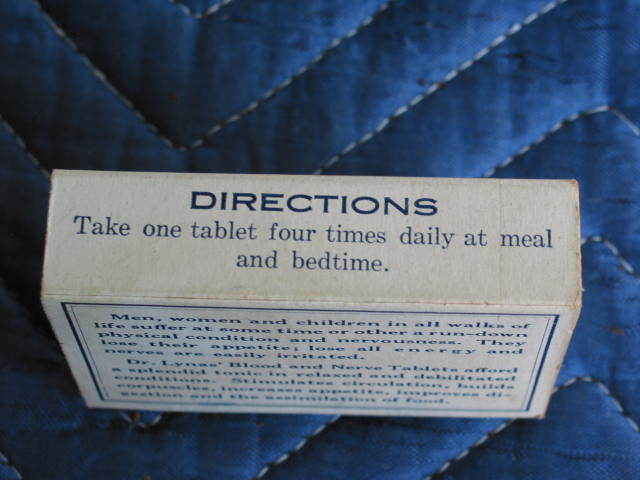 DIRECTIONS
Take one tablet four times daily at meal
and bedtime.
Men, women and children in all walks of
life suffer at some time or other a run-down
physical condition and nervousness. They
lose their appetite, lose all energy and
nerves are easily irritated.
Dr. Lynas' Blood and Nerve Tablets afford
a splendid tonic in relaxed and debilitated
conditions. Stimulates circulation, builds
corpuscles, increases appetite, improves di-
gestion and the assimilation of food.